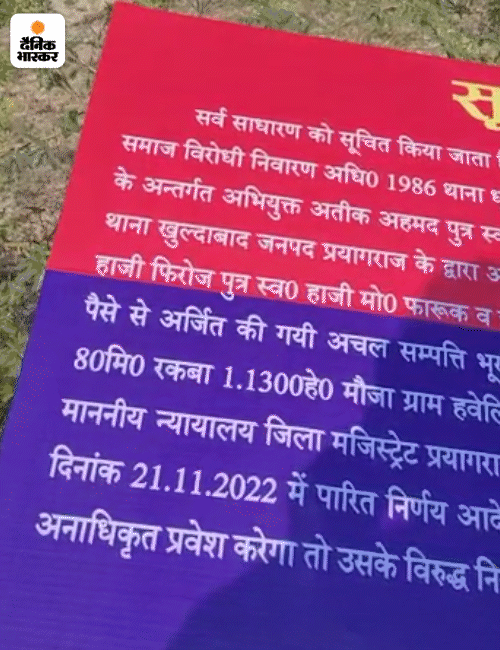 दैनिक
भास्कर
सू
सर्व साधारण को सूचित किया जाता
समाज विरोधी निवारण अधि0 1986 थाना
के अन्तर्गत अभियुक्त अतीक अहमद पुत्र स्व
थाना खुल्दाबाद जनपद प्रयागराज के द्वारा अ
हाजी फिरोज पुत्र स्व0 हाजी मो0 फारूक व
पैसे से अर्जित की गयी अचल सम्पत्ति भू
80मि0 रकबा 1.1300हे0 मौजा ग्राम हवेलि
माननीय न्यायालय जिला मजिस्ट्रेट प्रयागरा
दिनांक 21.11.2022 में पारित निर्णय आदे
अनाधिकृत प्रवेश करेगा तो उसके विरुद्ध नि